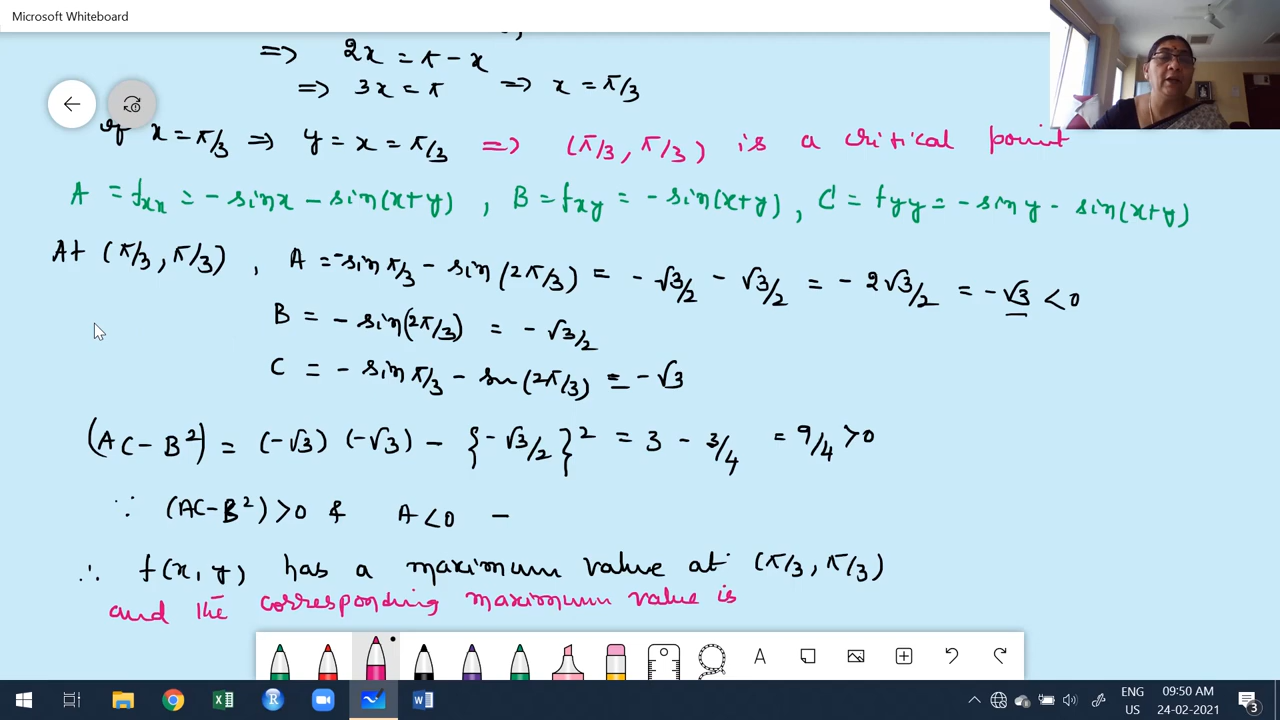 Microsoft Whiteboard
⇒ 2x = π - x
⇒ 3x = π ⇒ x = π/3
If x = π/3 ⇒ y = x = π/3 ⇒ (π/3, π/3) is a critical point
A = fxx = - sinx - sin(x+y), B = fxy = - sin(x+y), C = fyy = - siny - sin(x+y)
At (π/3, π/3), A = -sin π/3 - sin(2π/3) = - √3/2 - √3/2 = - 2√3/2 = - √3 < 0
B = - sin(2π/3) = - √3/2
C = - sin π/3 - sin(2π/3) = - √3
(AC - B²) = (-√3) (-√3) - {-√3/2}² = 3 - 3/4 = 9/4 > 0
∵ (AC - B²) > 0 & A < 0 -
∴ f(x, y) has a maximum value at (π/3, π/3)
and the corresponding maximum value is
ENG
US
09:50 AM
24-02-2021
3